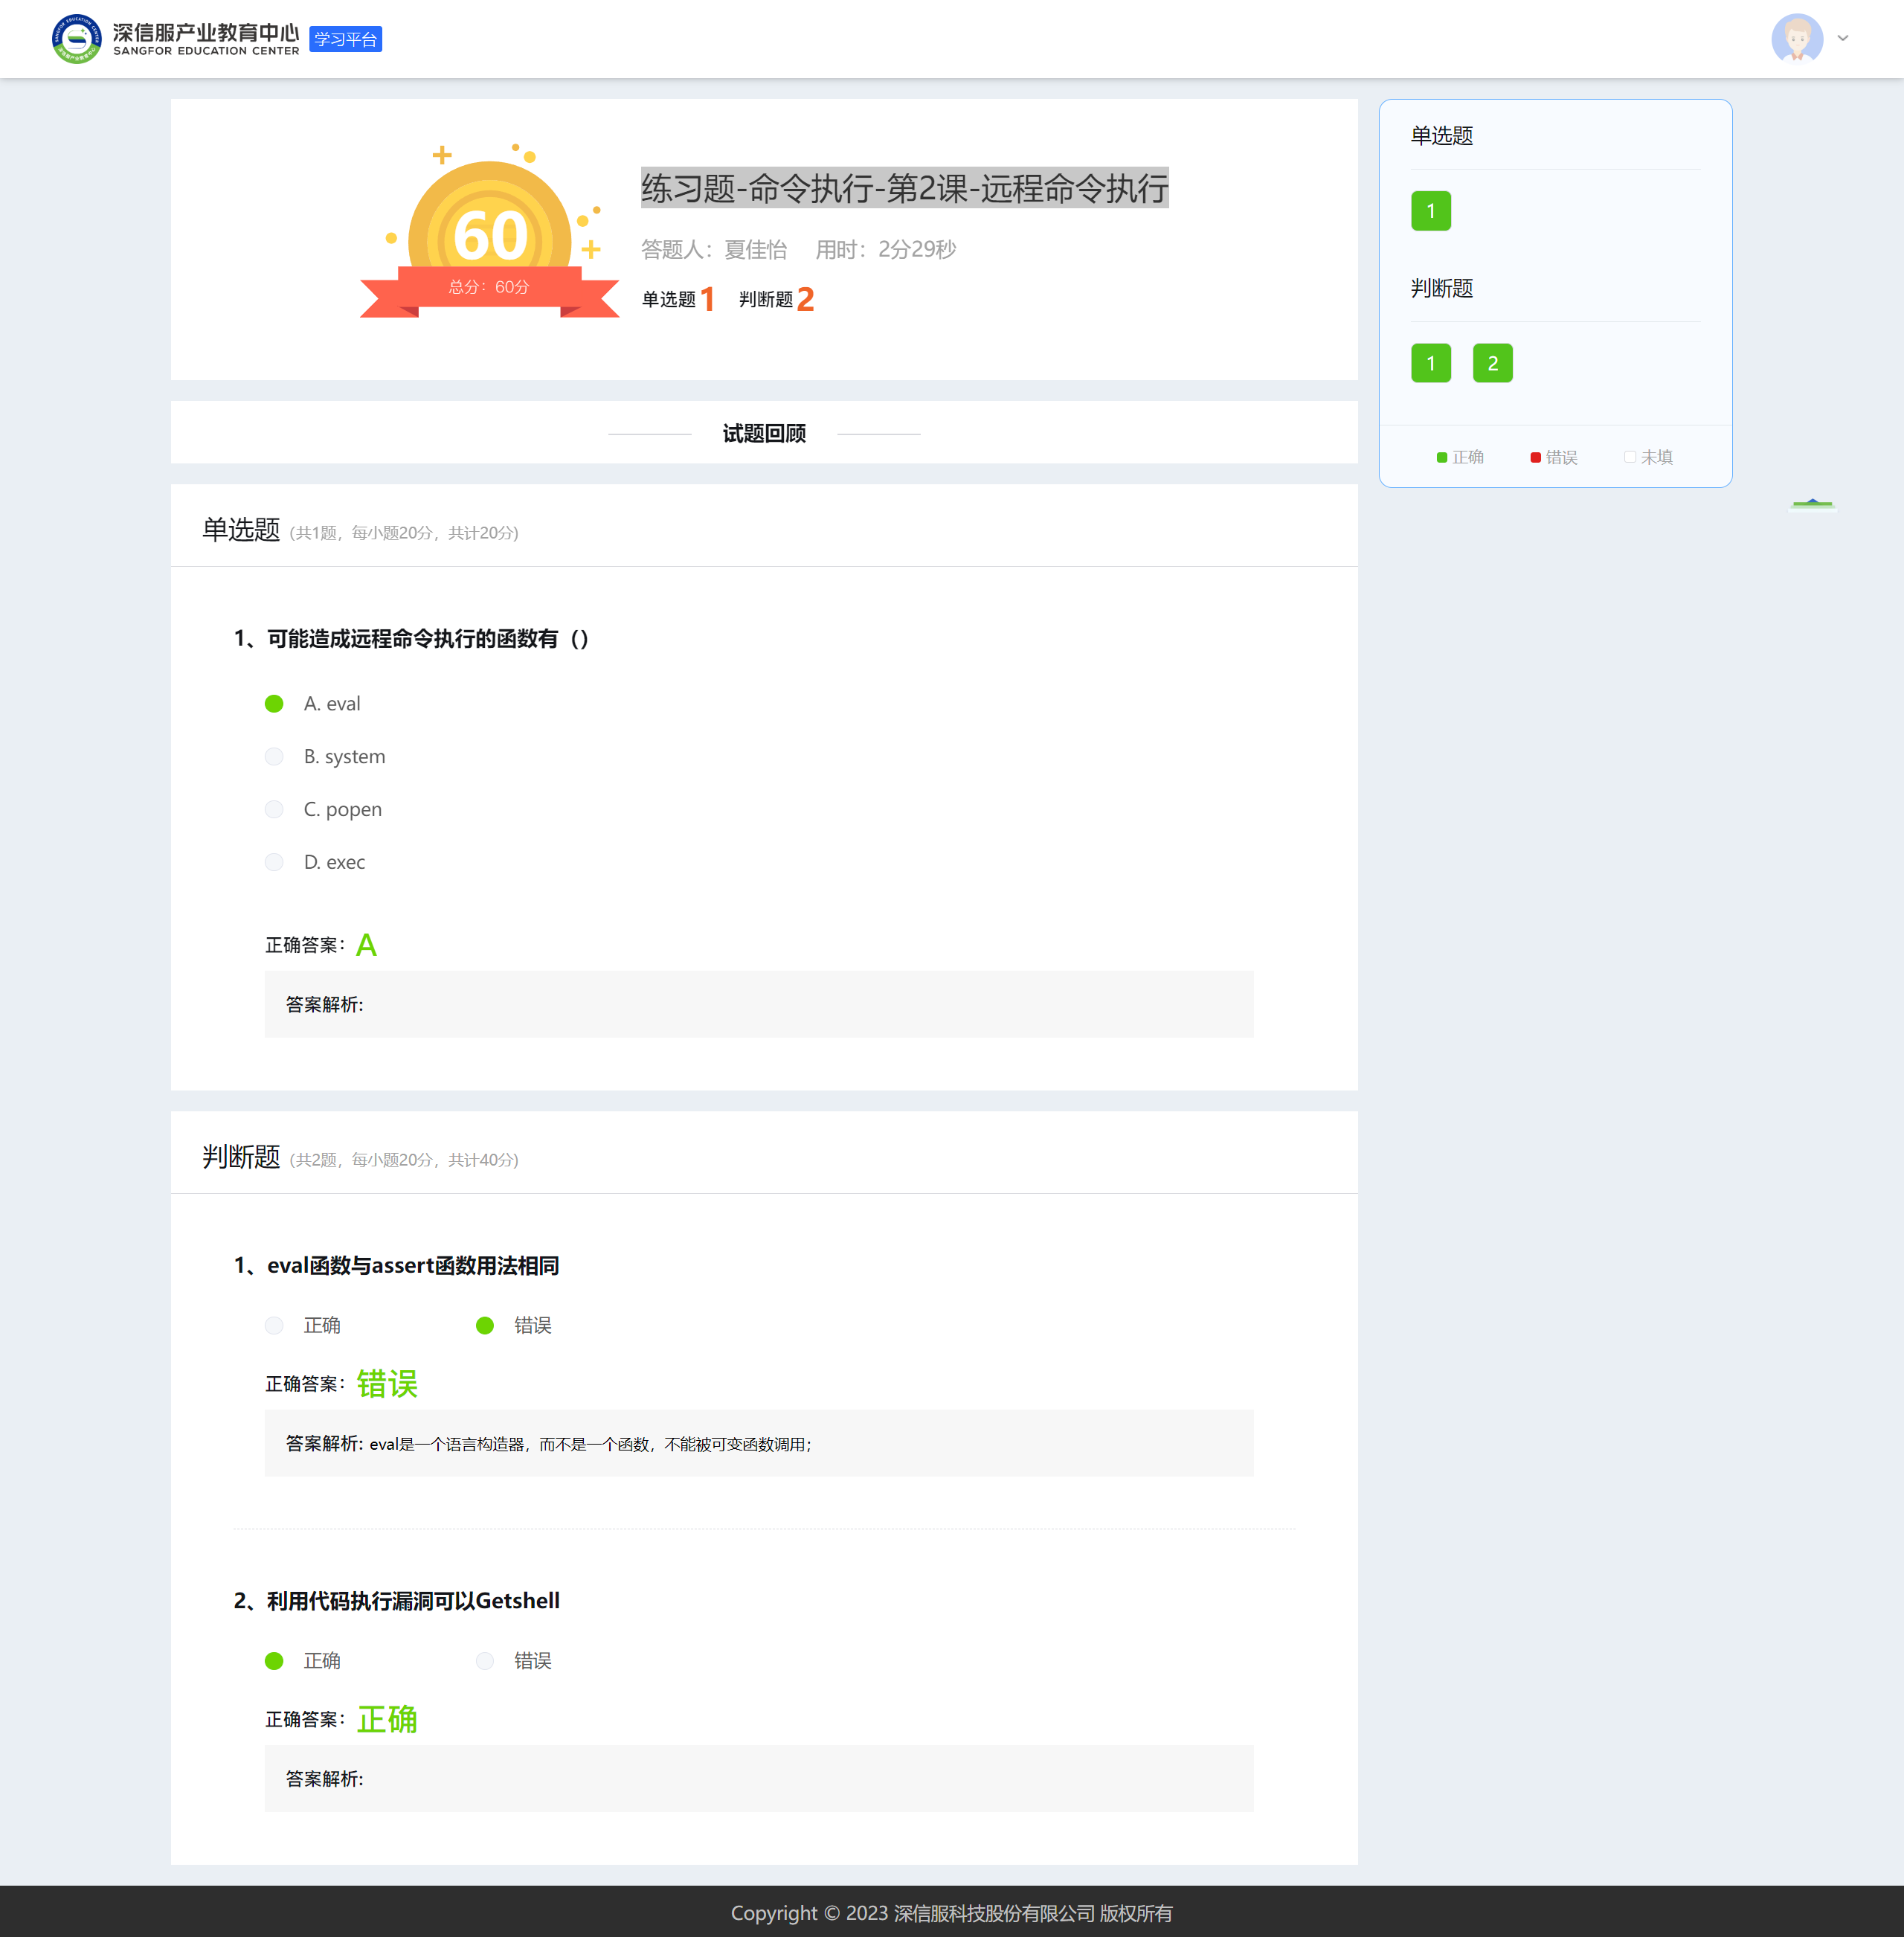 深信服产业教育中心
SANGFOR EDUCATION CENTER
学习平台
60
总分：60分
练习题-命令执行-第2课-远程命令执行
答题人：夏佳怡 用时：2分29秒
单选题 1 判断题 2
单选题
1
判断题
1 2
正确 错误 未填
试题回顾
单选题 (共1题，每小题20分，共计20分)
1、可能造成远程命令执行的函数有（）
A. eval
B. system
C. popen
D. exec
正确答案：A
答案解析:
判断题 (共2题，每小题20分，共计40分)
1、eval函数与assert函数用法相同
正确 错误
正确答案：错误
答案解析: eval是一个语言构造器，而不是一个函数，不能被可变函数调用；
2、利用代码执行漏洞可以Getshell
正确 错误
正确答案：正确
答案解析:
Copyright © 2023 深信服科技股份有限公司 版权所有